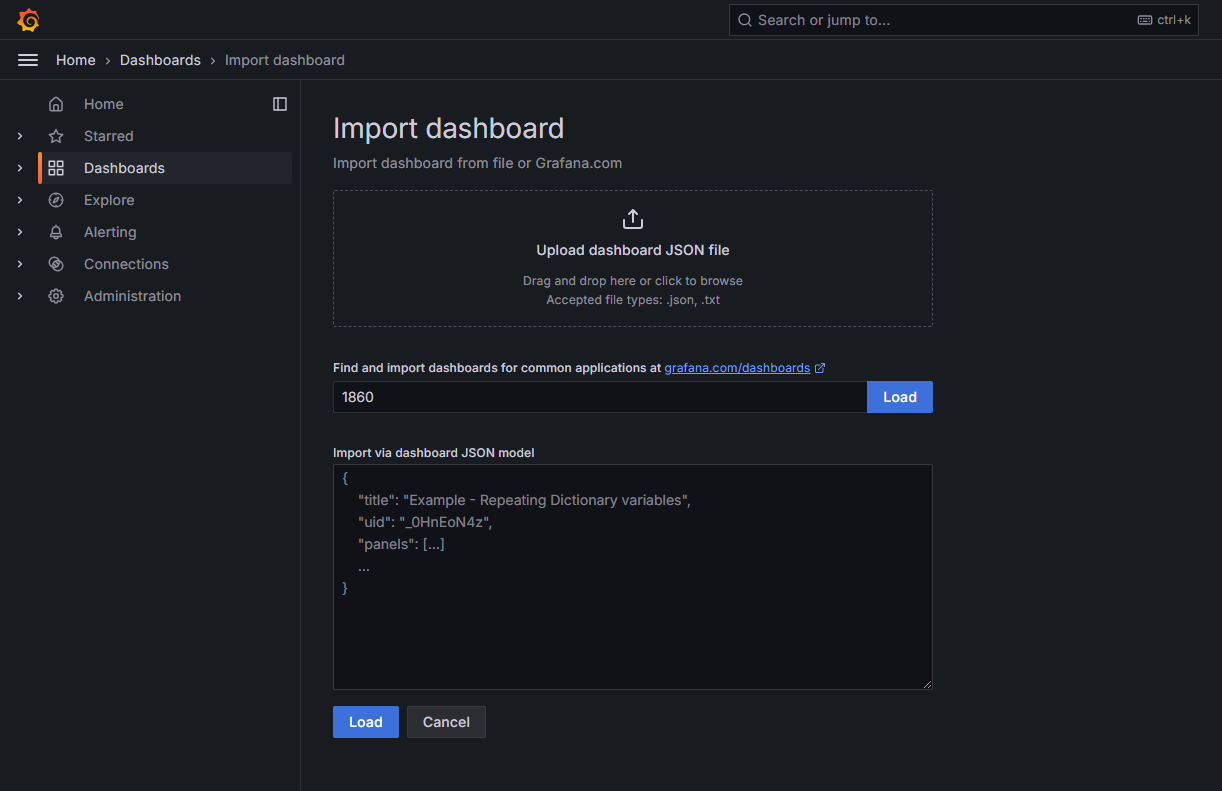 Search or jump to...
ctrl+k
Home › Dashboards › Import dashboard
Home
Starred
Dashboards
Explore
Alerting
Connections
Administration
Import dashboard
Import dashboard from file or Grafana.com
Upload dashboard JSON file
Drag and drop here or click to browse
Accepted file types: .json, .txt
Find and import dashboards for common applications at grafana.com/dashboards
1860
Load
Import via dashboard JSON model
{
"title": "Example - Repeating Dictionary variables",
"uid": "_0HnEoN4z",
"panels": [...]
...
}
Load
Cancel